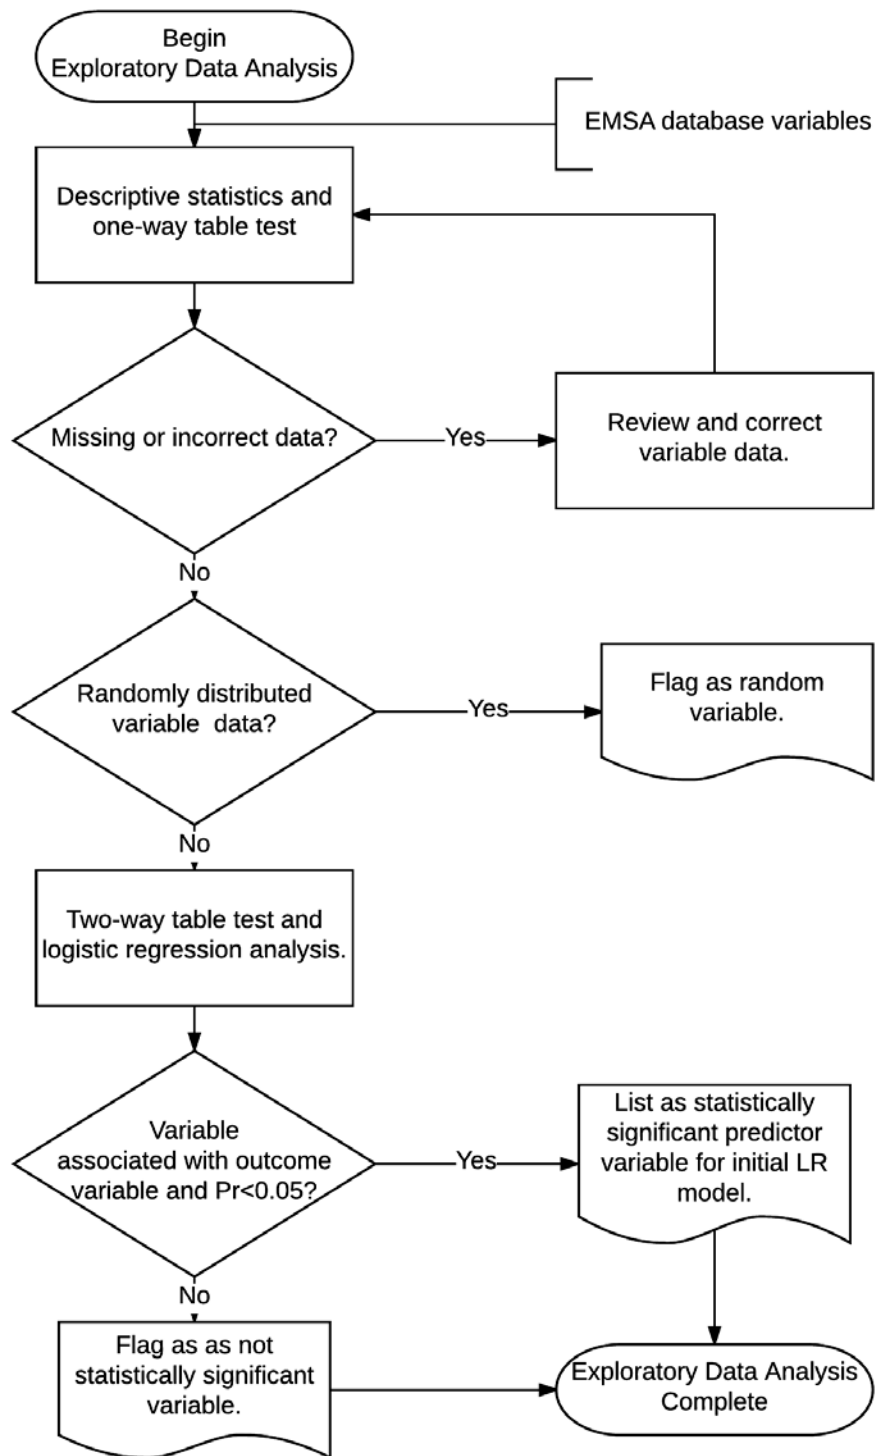 Begin
Exploratory Data Analysis
EMSA database variables
Descriptive statistics and
one-way table test
Missing or incorrect data?
Yes
Review and correct
variable data.
No
Randomly distributed
variable data?
Yes
Flag as random
variable.
No
Two-way table test and
logistic regression analysis.
Variable
associated with outcome
variable and Pr<0.05?
Yes
List as statistically
significant predictor
variable for initial LR
model.
No
Flag as as not
statistically significant
variable.
Exploratory Data Analysis
Complete